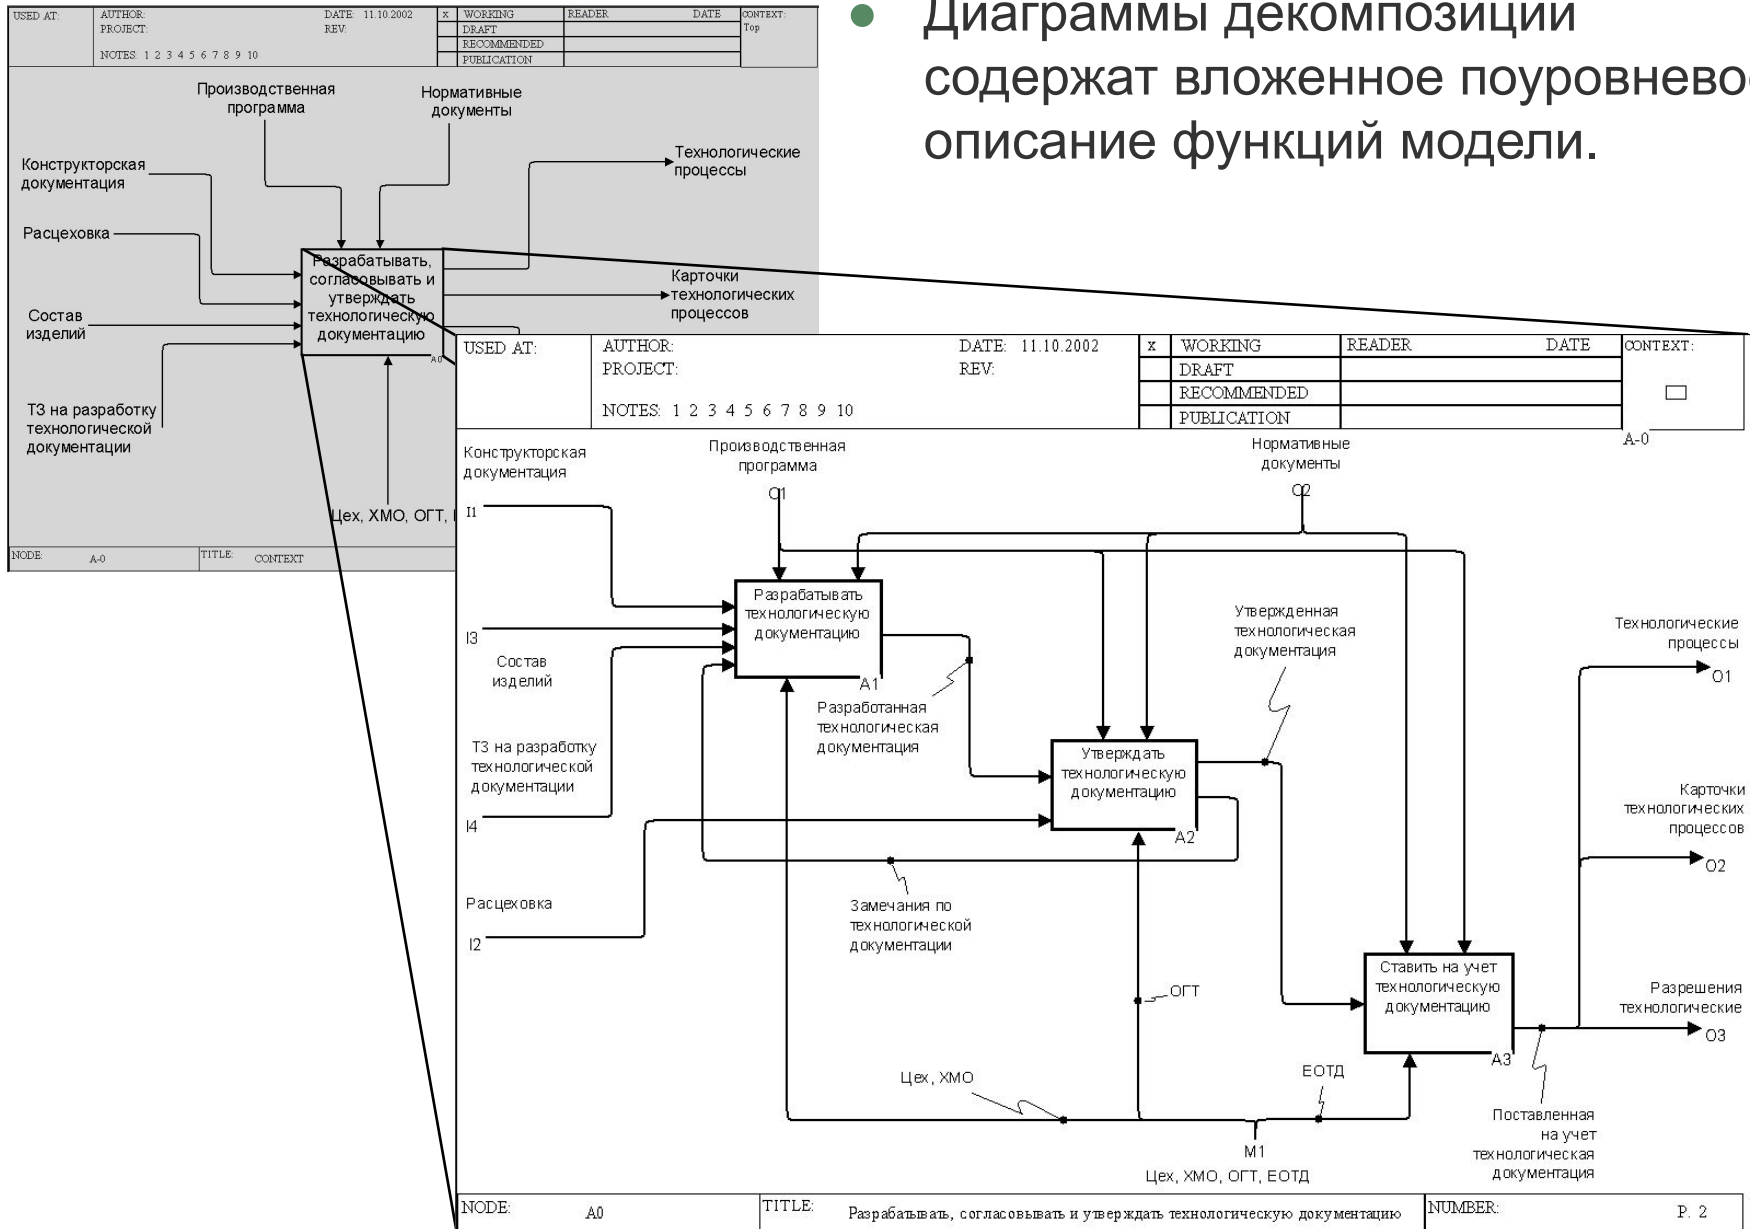 Диаграммы декомпозиции
содержат вложенное поуровневое
описание функций модели.
USED AT:
AUTHOR:
DATE: 11.10.2002
PROJECT:
REV:
NOTES: 1 2 3 4 5 6 7 8 9 10
x WORKING
DRAFT
RECOMMENDED
PUBLICATION
READER DATE
CONTEXT:
Top
Производственная
программа
Нормативные
документы
Конструкторская
документация
Технологические
процессы
Расцеховка
Разрабатывать,
согласовывать и
утверждать
технологическую
документацию
A0
Карточки
технологических
процессов
Состав
изделий
ТЗ на разработку
технологической
документации
Цех, ХМО, ОГТ,
NODE: A-0
TITLE: CONTEXT
USED AT:
AUTHOR:
DATE: 11.10.2002
PROJECT:
REV:
NOTES: 1 2 3 4 5 6 7 8 9 10
x WORKING
DRAFT
RECOMMENDED
PUBLICATION
READER DATE
CONTEXT:
A-0
Конструкторская
документация
I1
Производственная
программа
C1
Нормативные
документы
C2
Разрабатывать
технологическую
документацию
A1
I3
Состав
изделий
Утвержденная
технологическая
документация
Технологические
процессы
O1
Разработанная
технологическая
документация
ТЗ на разработку
технологической
документации
I4
Утверждать
технологическую
документацию
A2
Карточки
технологических
процессов
O2
Расцеховка
I2
Замечания по
технологической
документации
Ставить на учет
технологическую
документацию
A3
ОГТ
Разрешения
технологические
O3
Цех, ХМО
ЕОТД
Поставленная
на учет
технологическая
документация
M1
Цех, ХМО, ОГТ, ЕОТД
NODE: A0
TITLE: Разрабатывать, согласовывать и утверждать технологическую документацию
NUMBER: P. 2